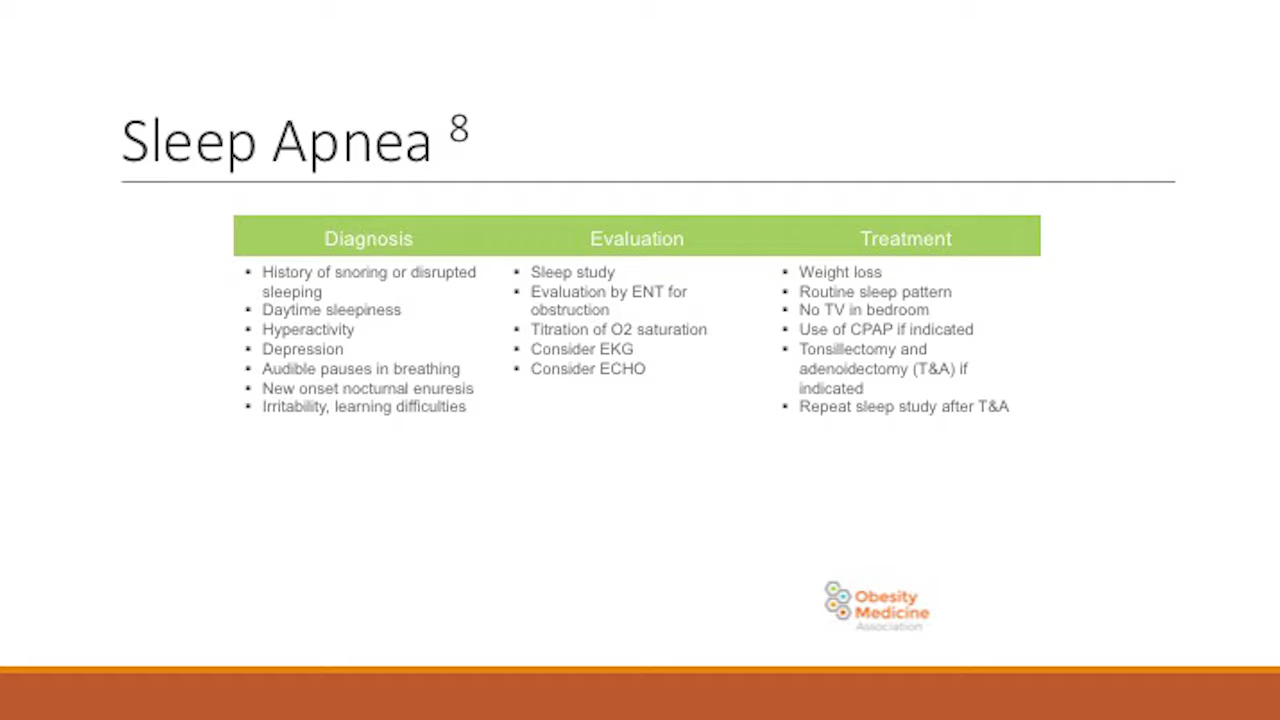 Sleep Apnea 8
Diagnosis
▪ History of snoring or disrupted
sleeping
▪ Daytime sleepiness
▪ Hyperactivity
▪ Depression
▪ Audible pauses in breathing
▪ New onset nocturnal enuresis
▪ Irritability, learning difficulties
Evaluation
▪ Sleep study
▪ Evaluation by ENT for
obstruction
▪ Titration of O2 saturation
▪ Consider EKG
▪ Consider ECHO
Treatment
▪ Weight loss
▪ Routine sleep pattern
▪ No TV in bedroom
▪ Use of CPAP if indicated
▪ Tonsillectomy and
adenoidectomy (T&A) if
indicated
▪ Repeat sleep study after T&A
Obesity
Medicine
Association